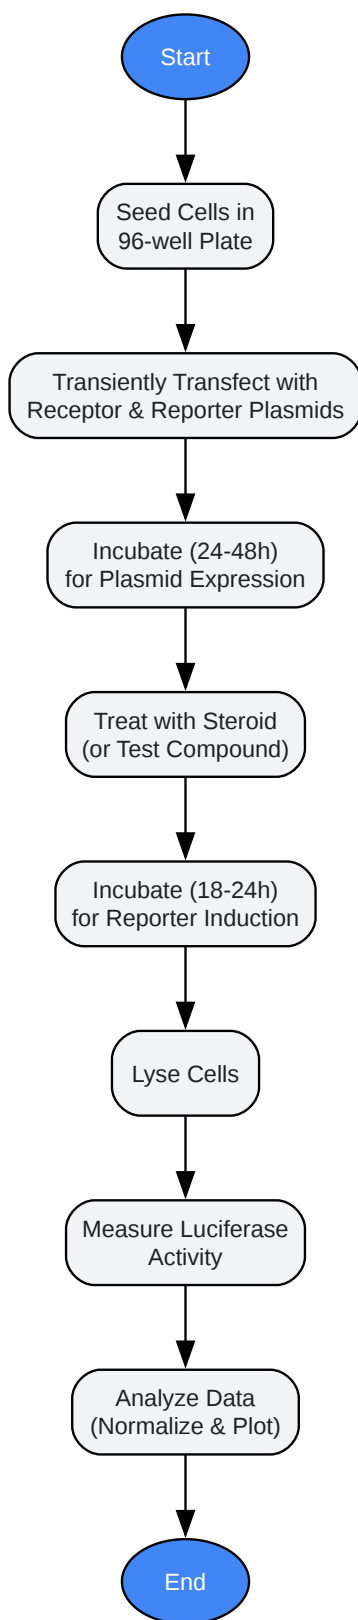 Start
Seed Cells in
96-well Plate
Transiently Transfect with
Receptor & Reporter Plasmids
Incubate (24-48h)
for Plasmid Expression
Treat with Steroid
(or Test Compound)
Incubate (18-24h)
for Reporter Induction
Lyse Cells
Measure Luciferase
Activity
Analyze Data
(Normalize & Plot)
End